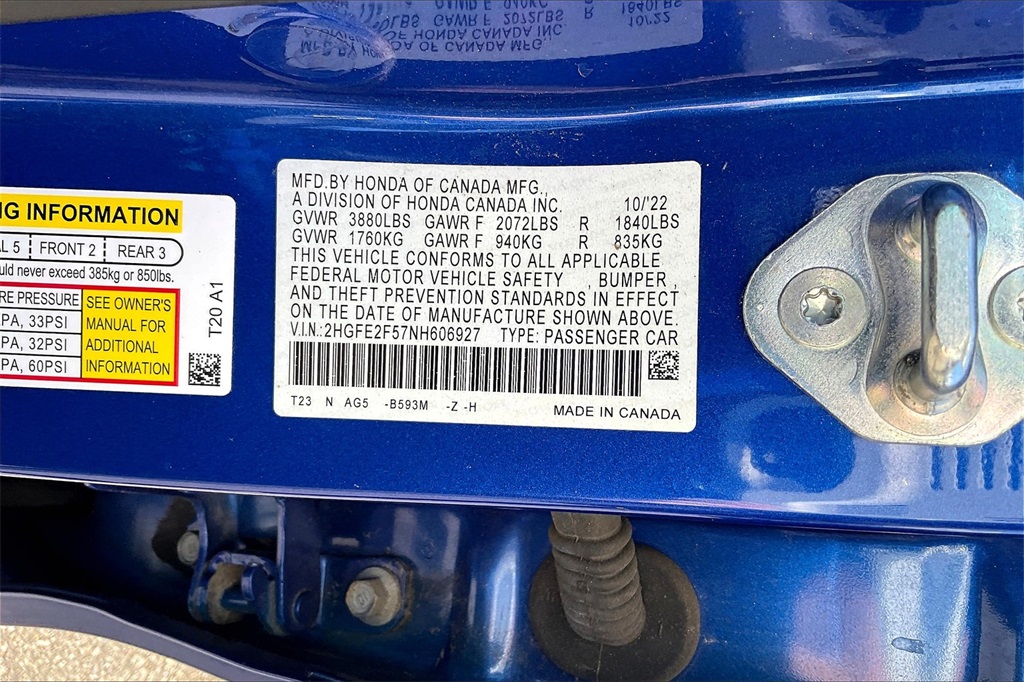 NG INFORMATION
AL 5 FRONT 2 REAR 3
uld never exceed 385kg or 850lbs.
RE PRESSURE SEE OWNER'S
PA, 33PSI MANUAL FOR
PA, 32PSI ADDITIONAL
PA, 60PSI INFORMATION
T20 A1
MFD.BY HONDA OF CANADA MFG.,
A DIVISION OF HONDA CANADA INC. 10/'22
GVWR 3880LBS GAWR F 2072LBS R 1840LBS
GVWR 1760KG GAWR F 940KG R 835KG
THIS VEHICLE CONFORMS TO ALL APPLICABLE
FEDERAL MOTOR VEHICLE SAFETY , BUMPER,
AND THEFT PREVENTION STANDARDS IN EFFECT
ON THE DATE OF MANUFACTURE SHOWN ABOVE.
V.I.N.:2HGFE2F57NH606927 TYPE: PASSENGER CAR
T23 N AG5 -B593M -Z -H MADE IN CANADA